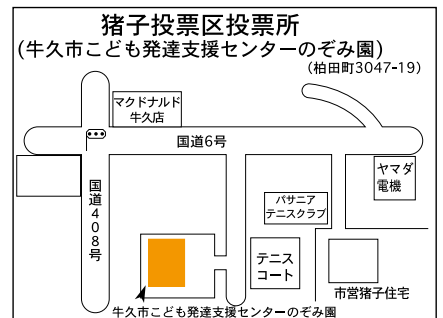 猪子投票区投票所
(牛久市こども発達支援センターのぞみ園)
(柏田町3047-19)
マクドナルド
牛久店
国道6号
ヤマダ
電機
国道408号
パサニア
テニスクラブ
テニス
コート
市営猪子住宅
牛久市こども発達支援センターのぞみ園